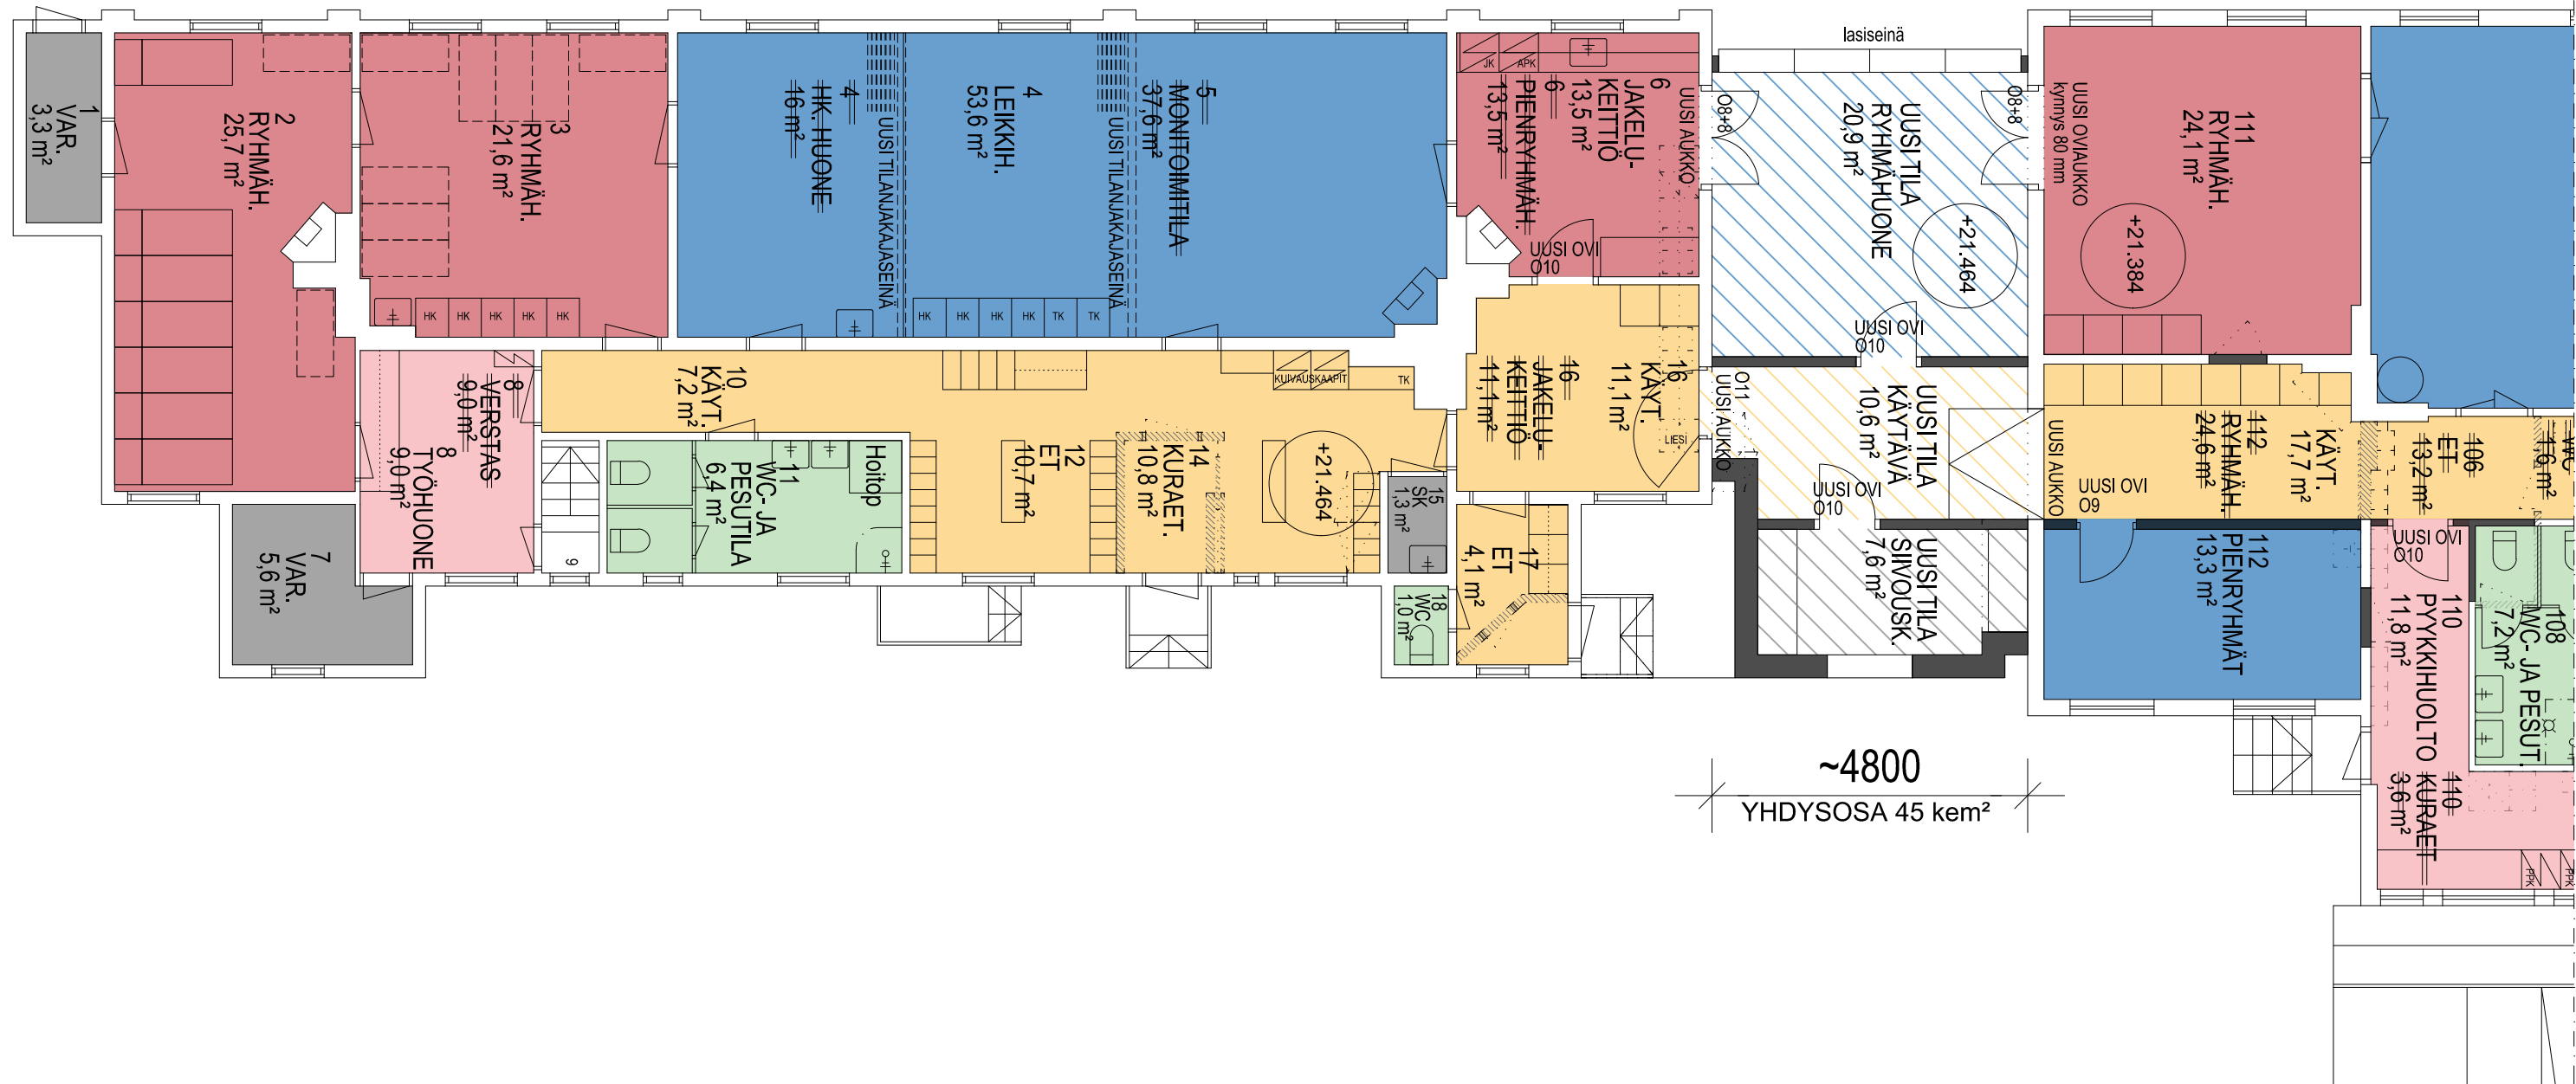 1
VAR.
3,3 m²
2
RYHMÄH.
25,7 m²
3
RYHMÄH.
21,6 m²
HK
HK
HK
HK
HK
4
HK. HUONE
16 m²
UUSI TILANJAKAJASEINÄ
4
LEIKKIH.
53,6 m²
HK
HK
HK
HK
TK
TK
UUSI TILANJAKAJASEINÄ
5
MONITOIMITILA
37,6 m²
JK
APK
6
JAKELU-
KEITTIÖ
13,5 m²
6
PIENRYHMÄH.
13,5 m²
UUSI AUKKO
UUSI OVI
O10
lasiseinä
O8+8
UUSI TILA
RYHMÄHUONE
20,9 m²
+21.464
O8+8
UUSI OVI
O10
UUSI OVIAUKKO
kynnys 80 mm
111
RYHMÄH.
24,1 m²
+21.384
7
VAR.
5,6 m²
8
VERSTAS
9,0 m²
8
TYÖHUONE
9,0 m²
9
10
KÄYT.
7,2 m²
11
WC- JA
PESUTILA
6,4 m²
Hoitop
12
ET
10,7 m²
14
KURAET.
10,8 m²
KUIVAUSKAAPIT
TK
+21.464
15
SK
1,3 m²
16
KÄYT.
11,1m²
16
JAKELU-
KEITTIÖ
11,1m²
LIESI
17
ET
4,1 m²
18
WC
1,0 m²
O11
UUSI AUKKO
UUSI TILA
KÄYTÄVÄ
10,6 m²
UUSI OVI
O10
UUSI TILA
SIIVOUSK.
7,6 m²
UUSI AUKKO
KÄYT.
17,7 m²
112
RYHMÄH.
24,6 m²
UUSI OVI
O9
112
PIENRYHMÄT
13,3 m²
106
ET
13,2 m²
WC
1,6 m²
UUSI OVI
O10
110
PYYKKIHUOLTO
11,8 m²
110
KURAET
3,6 m²
108
WC- JA PESUT.
7,2 m²
PPK
PPK
~4800
YHDYSOSA 45 kem²